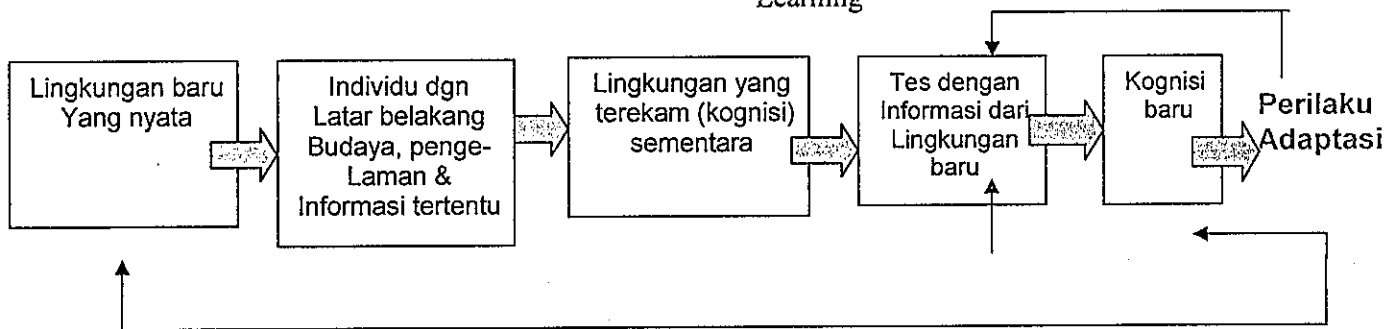 Learning
Lingkungan baru
Yang nyata
Individu dgn
Latar belakang
Budaya, penge-
Laman &
Informasi tertentu
Lingkungan yang
terekam (kognisi)
sementara
Tes dengan
Informasi dari
Lingkungan
baru
Kognisi
baru
Perilaku
Adaptasi